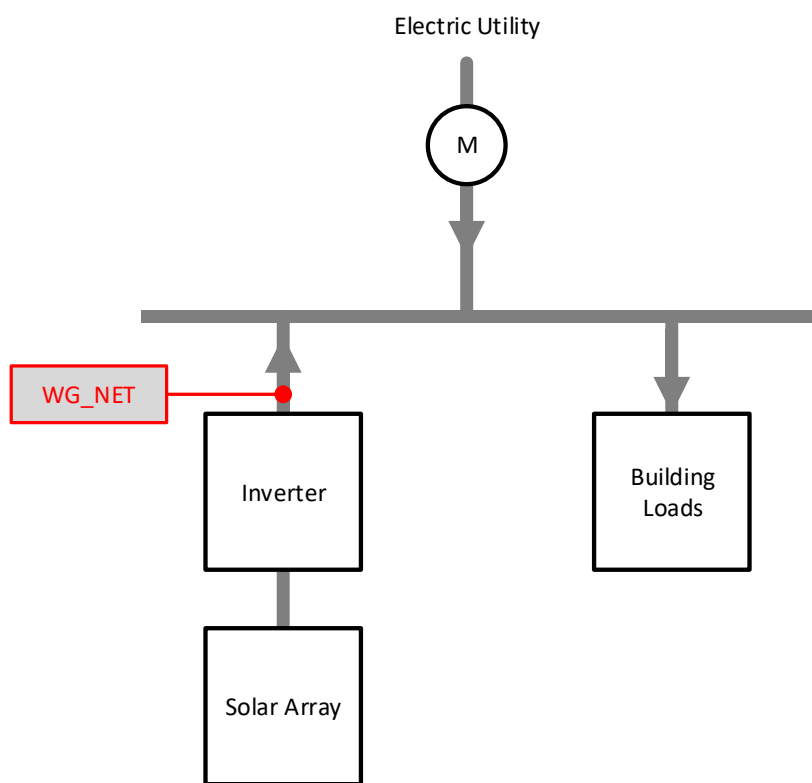 Electric Utility
M
WG_NET
Inverter
Building
Loads
Solar Array